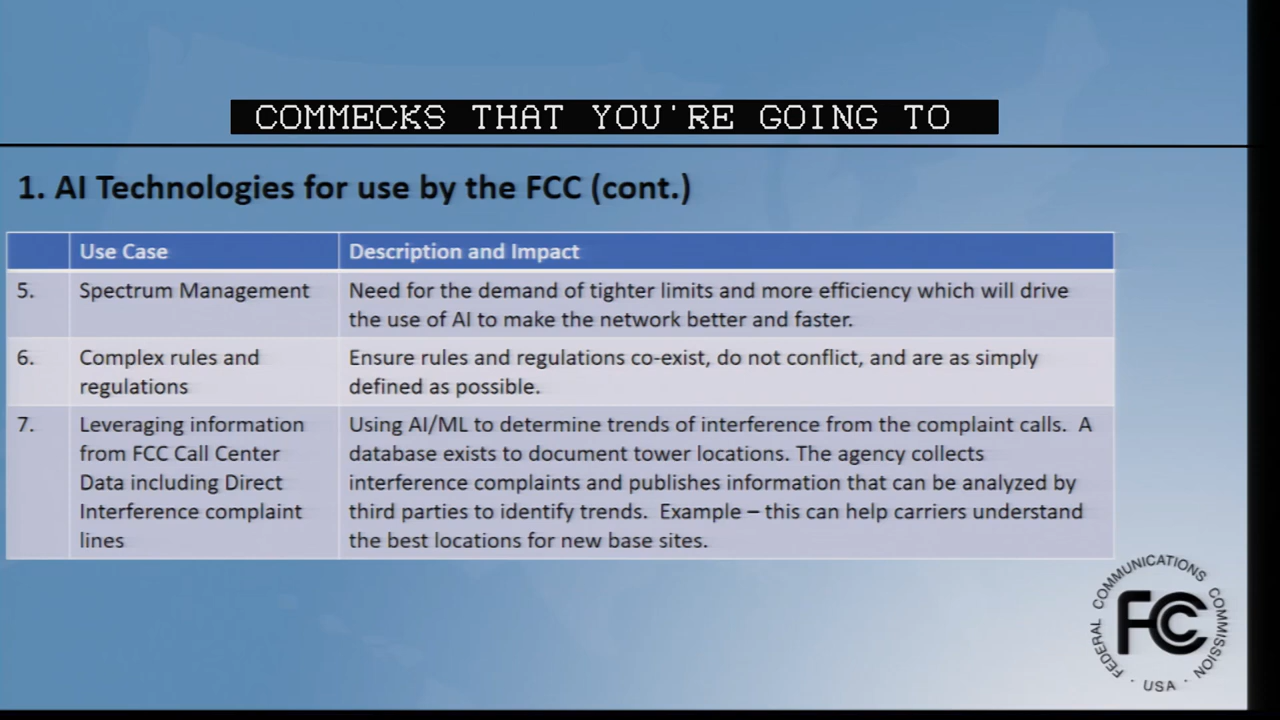 COMMECKS THAT YOU'RE GOING TO
1. AI Technologies for use by the FCC (cont.)
Use Case
Description and Impact
5.
Spectrum Management
Need for the demand of tighter limits and more efficiency which will drive
the use of AI to make the network better and faster.
6.
Complex rules and
regulations
Ensure rules and regulations co-exist, do not conflict, and are as simply
defined as possible.
7.
Leveraging information
from FCC Call Center
Data including Direct
Interference complaint
lines
Using AI/ML to determine trends of interference from the complaint calls.  A
database exists to document tower locations. The agency collects
interference complaints and publishes information that can be analyzed by
third parties to identify trends.  Example – this can help carriers understand
the best locations for new base sites.
FEDERAL COMMUNICATIONS COMMISSION
FCC
· USA ·